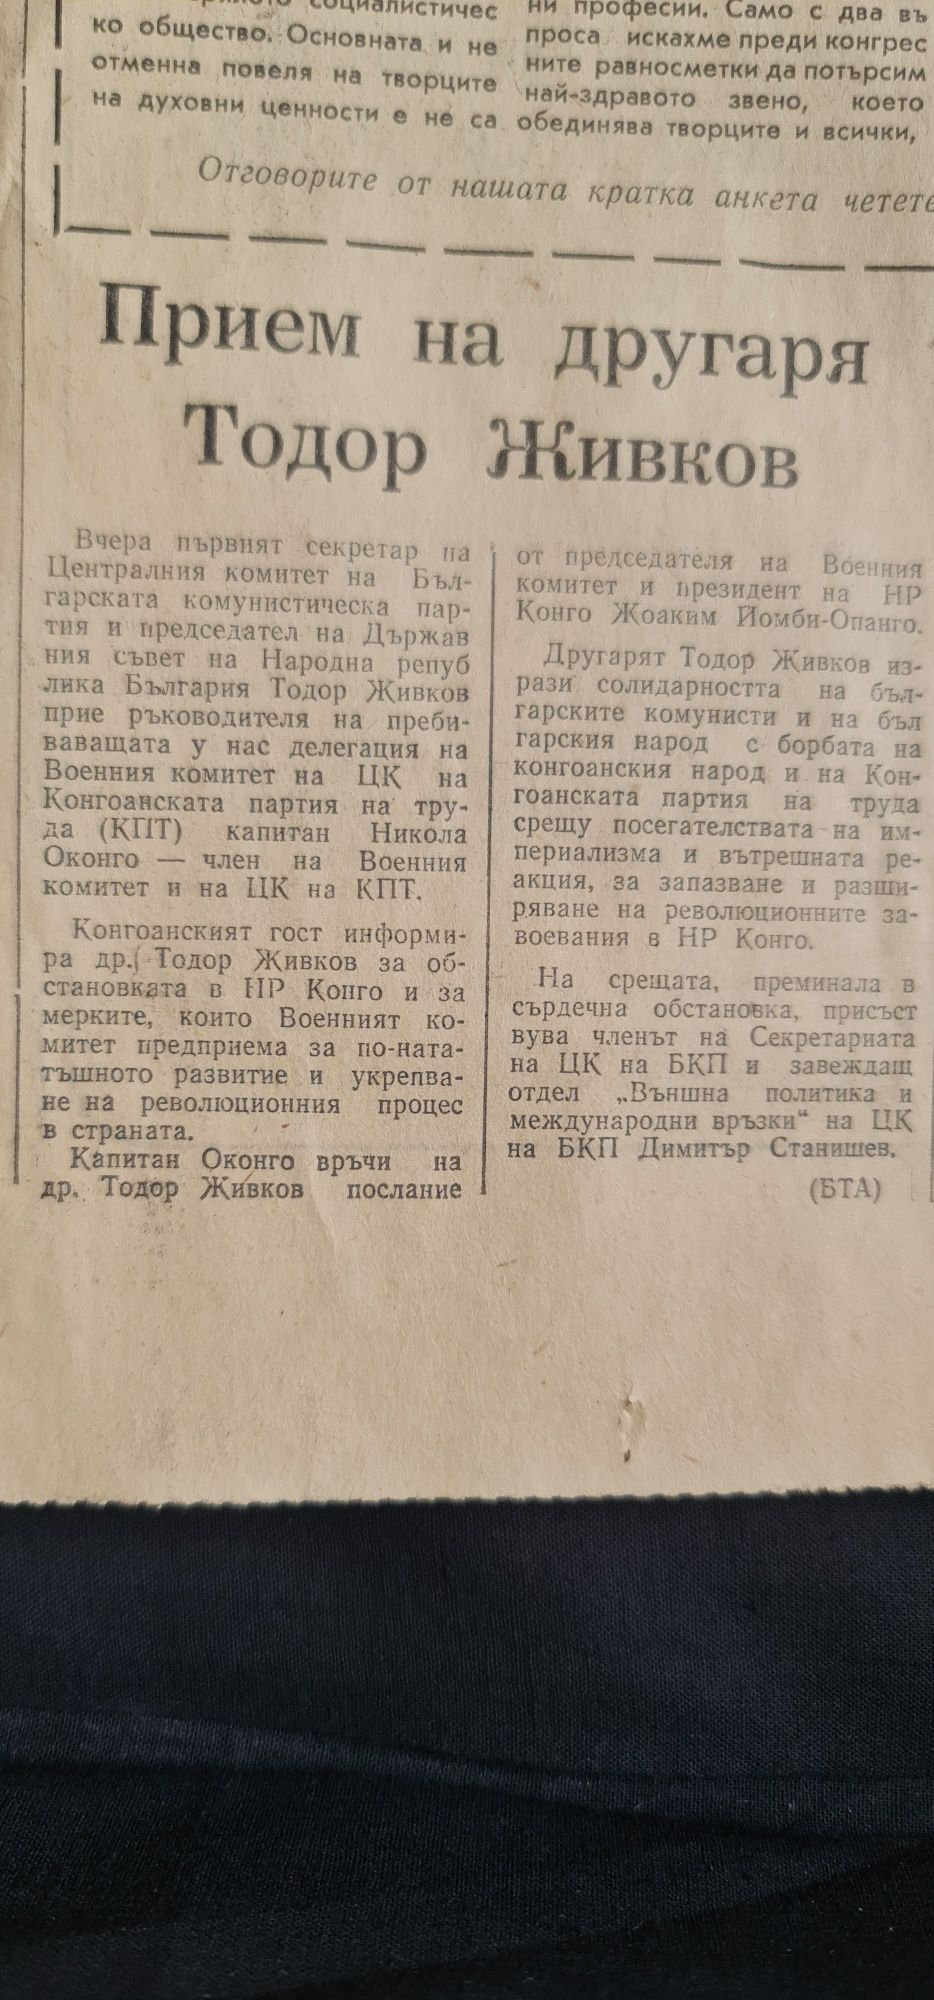 социалистичес
ко общество. Основната и не
отменна повеля на творците
на духовни ценности е не са
ни професии. Само с два въ
проса искахме преди конгрес
ните равносметки да потърсим
най-здравото звено, което
обединява творците и всички,
Отговорите от нашата кратка анкета четете
Прием на другаря
Тодор Живков
Вчера първият секретар на
Централния комитет на Бъл-
гарската комунистическа пар-
тия и председател на Държав
ния съвет на Народна репуб
лика България Тодор Живков
прие ръководителя на преби-
ваващата у нас делегация на
Военния комитет на ЦК на
Конгоанската партия на тру-
да (КПТ) капитан Никола
Оконго — член на Военния
комитет и на ЦК на КПТ.
Конгоанският гост информи-
ра др. Тодор Живков за об-
становката в НР Конго и за
мерките, които Военният ко-
митет предприема за по-ната-
тъшното развитие и укрепва-
не на революционния процес
в страната.
Капитан Оконго връчи на
др. Тодор Живков послание
от председателя на Военния
комитет и президент на НР
Конго Жоаким Йомби-Опанго.
Другарят Тодор Живков из-
рази солидарността на бъл-
гарските комунисти и на бъл
гарския народ с борбата на
конгоанския народ и на Кон-
гоанската партия на труда
срещу посегателствата на им-
периализма и вътрешната ре-
акция, за запазване и разши-
ряване на революционните за-
воевания в НР Конго.
На срещата, преминала в
сърдечна обстановка, присъст
вува членът на Секретариата
на ЦК на БКП и завеждащ
отдел „Външна политика и
международни връзки“ на ЦК
на БКП Димитър Станишев.
(БТА)